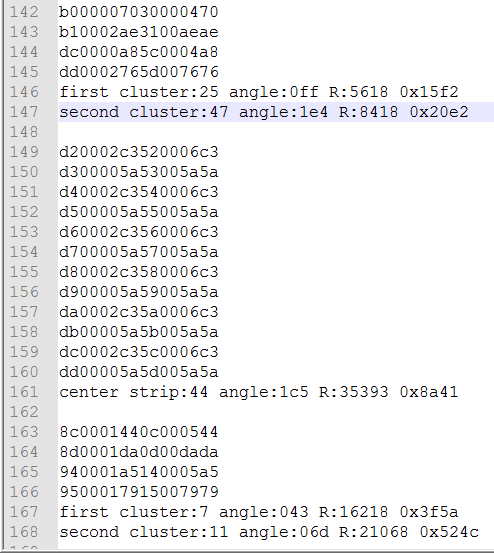 142 b000007030000470
143 b10002ae3100aeae
144 dc0000a85c0004a8
145 dd0002765d007676
146 first cluster:25 angle:0ff R:5618 0x15f2
147 second cluster:47 angle:1e4 R:8418 0x20e2
148
149 d20002c3520006c3
150 d300005a53005a5a
151 d40002c3540006c3
152 d500005a55005a5a
153 d60002c3560006c3
154 d700005a57005a5a
155 d80002c3580006c3
156 d900005a59005a5a
157 da0002c35a0006c3
158 db00005a5b005a5a
159 dc0002c35c0006c3
160 dd00005a5d005a5a
161 center strip:44 angle:1c5 R:35393 0x8a41
162
163 8c0001440c000544
164 8d0001da0d00dada
165 940001a5140005a5
166 9500017915007979
167 first cluster:7 angle:043 R:16218 0x3f5a
168 second cluster:11 angle:06d R:21068 0x524c